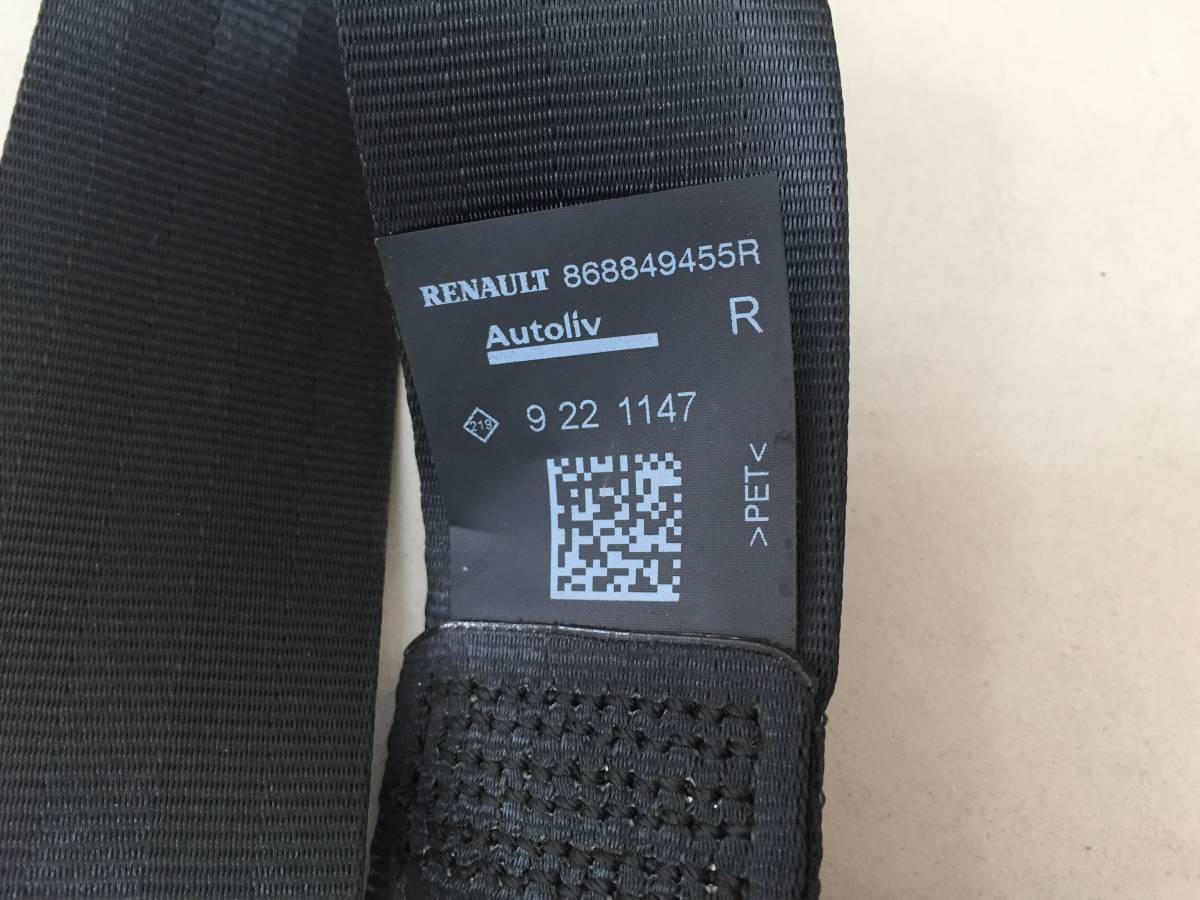 RENAULT 868849455R
Autoliv R
219 9 22 1147
>PET<